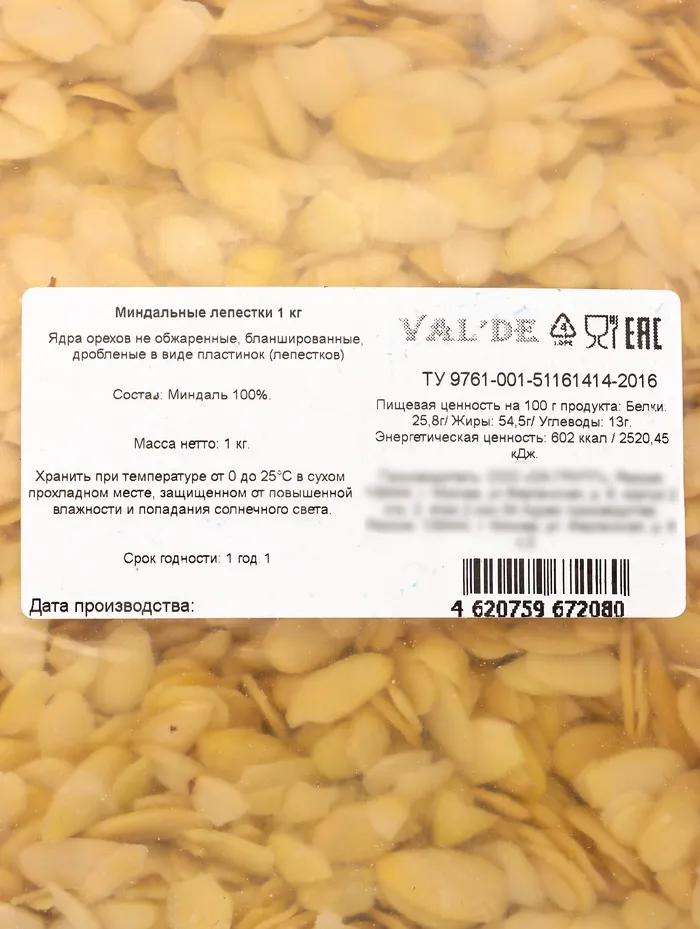 Миндальные лепестки 1 кг
Ядра орехов не обжаренные, бланшированные,
дробленые в виде пластинок (лепестков)
Состав: Миндаль 100%.
Масса нетто: 1 кг.
Хранить при температуре от 0 до 25°С в сухом
прохладном месте, защищенном от повышенной
влажности и попадания солнечного света.
Срок годности: 1 год. 1
Дата производства:
VAL'DE
4
LDPE
EAC
ТУ 9761-001-51161414-2016
Пищевая ценность на 100 г продукта: Белки.
25,8г/ Жиры: 54,5г/ Углеводы: 13г.
Энергетическая ценность: 602 ккал / 2520,45
кДж.
4 620759 672080